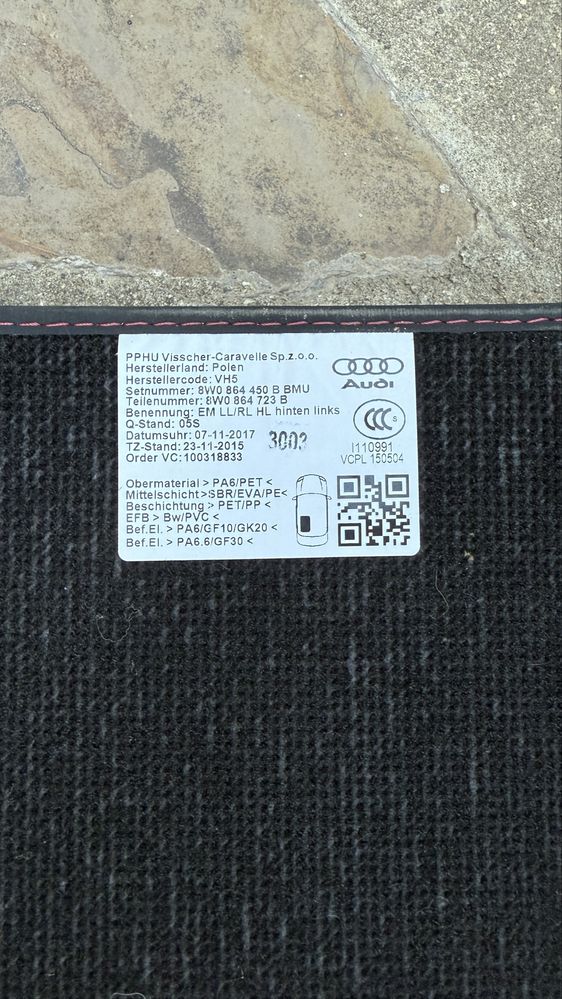 PPHU Visscher-Caravelle Sp.z.o.o.
Herstellerland: Polen
Herstellercode: VH5
Setnummer: 8W0 864 450 B BMU
Teilenummer: 8W0 864 723 B
Benennung: EM LL/RL HL hinten links
Q-Stand: 05S
Datumsuhr: 07-11-2017
TZ-Stand: 23-11-2015
Order VC: 100318833
3003
Audi
CCC S
I110991
VCPL 150504
Obermaterial > PA6/PET <
Mittelschicht >SBR/EVA/PE<
Beschichtung > PET/PP <
EFB > Bw/PVC <
Bef.El. > PA6/GF10/GK20 <
Bef.El. > PA6.6/GF30 <